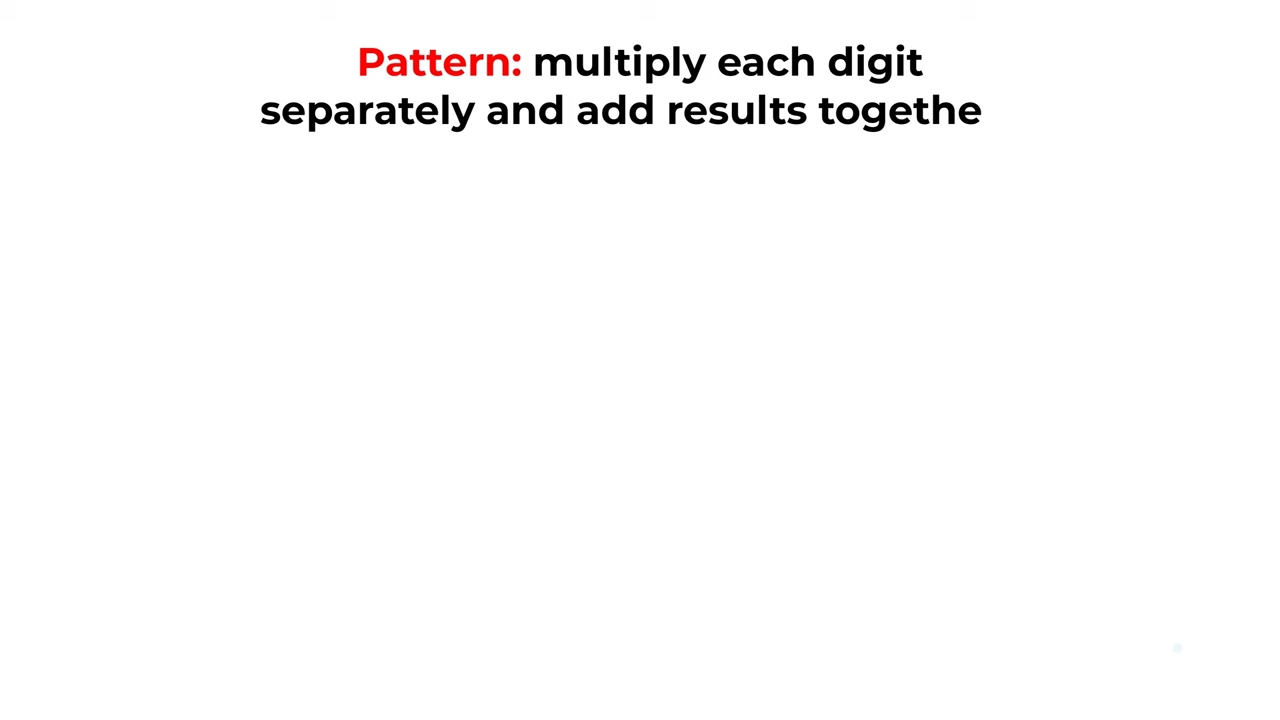 Pattern: multiply each digit
separately and add results togethe